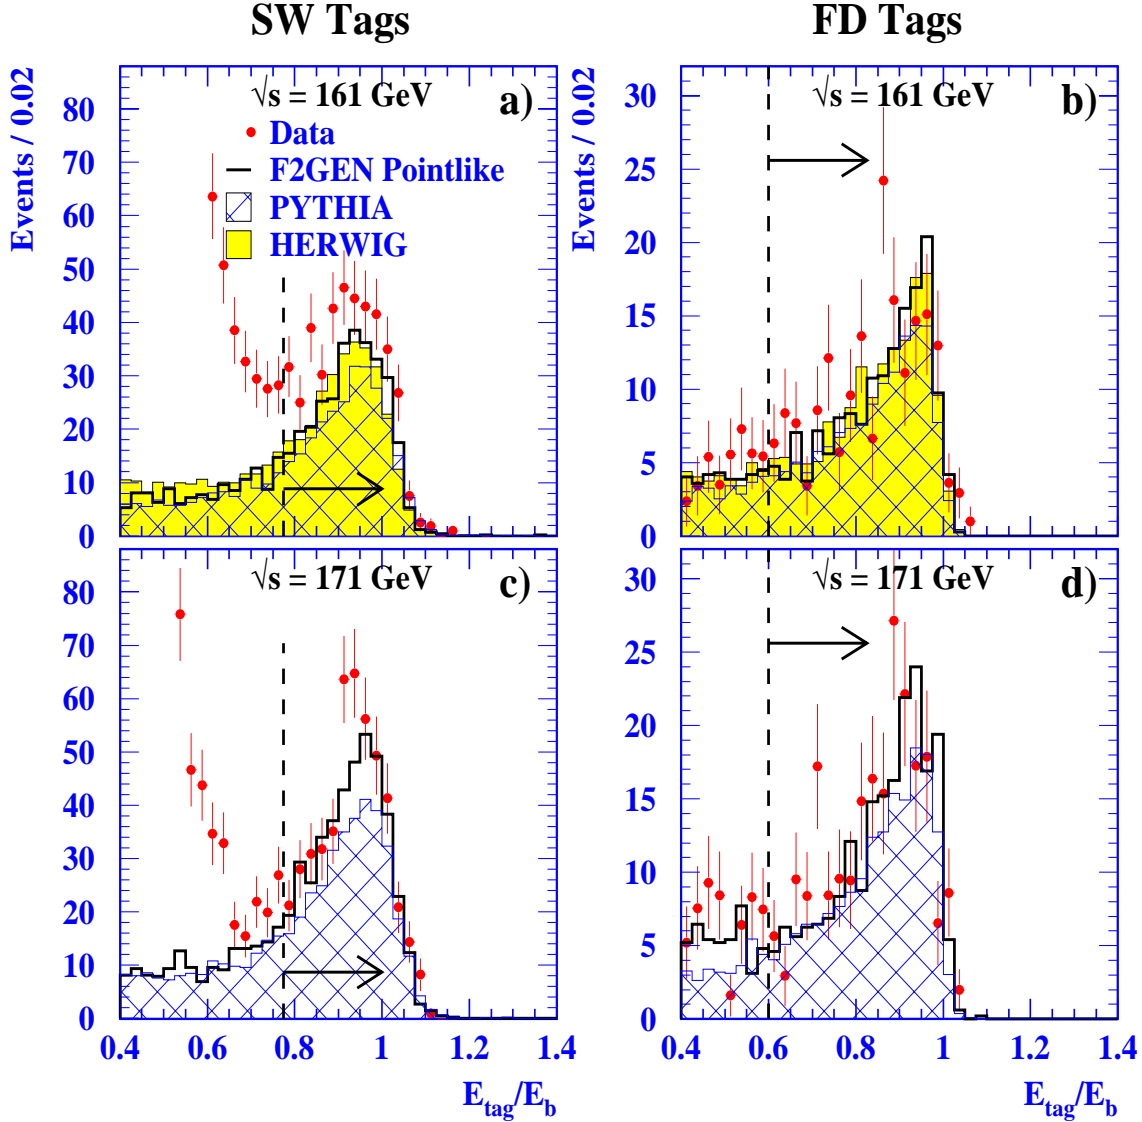 SW Tags
FD Tags
Events / 0.02
√s = 161 GeV
a)
Data
F2GEN Pointlike
PYTHIA
HERWIG
80
70
60
50
40
30
20
10
0
Events / 0.02
√s = 161 GeV
b)
30
25
20
15
10
5
0
√s = 171 GeV
c)
80
70
60
50
40
30
20
10
0
0.4 0.6 0.8 1 1.2
E_tag/E_b
√s = 171 GeV
d)
30
25
20
15
10
5
0
0.4 0.6 0.8 1 1.2 1.4
E_tag/E_b